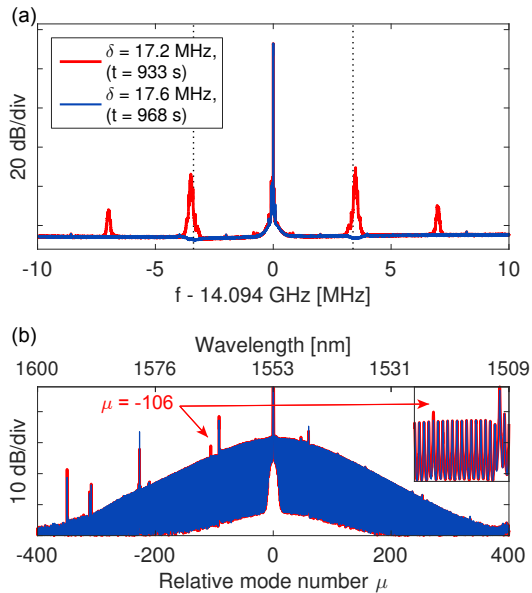 (a)
δ = 17.2 MHz,
(t = 933 s)
δ = 17.6 MHz,
(t = 968 s)
20 dB/div
-10 -5 0 5 10
f - 14.094 GHz [MHz]
(b)
Wavelength [nm]
1600 1576 1553 1531 1509
μ = -106
10 dB/div
-400 -200 0 200 400
Relative mode number μ